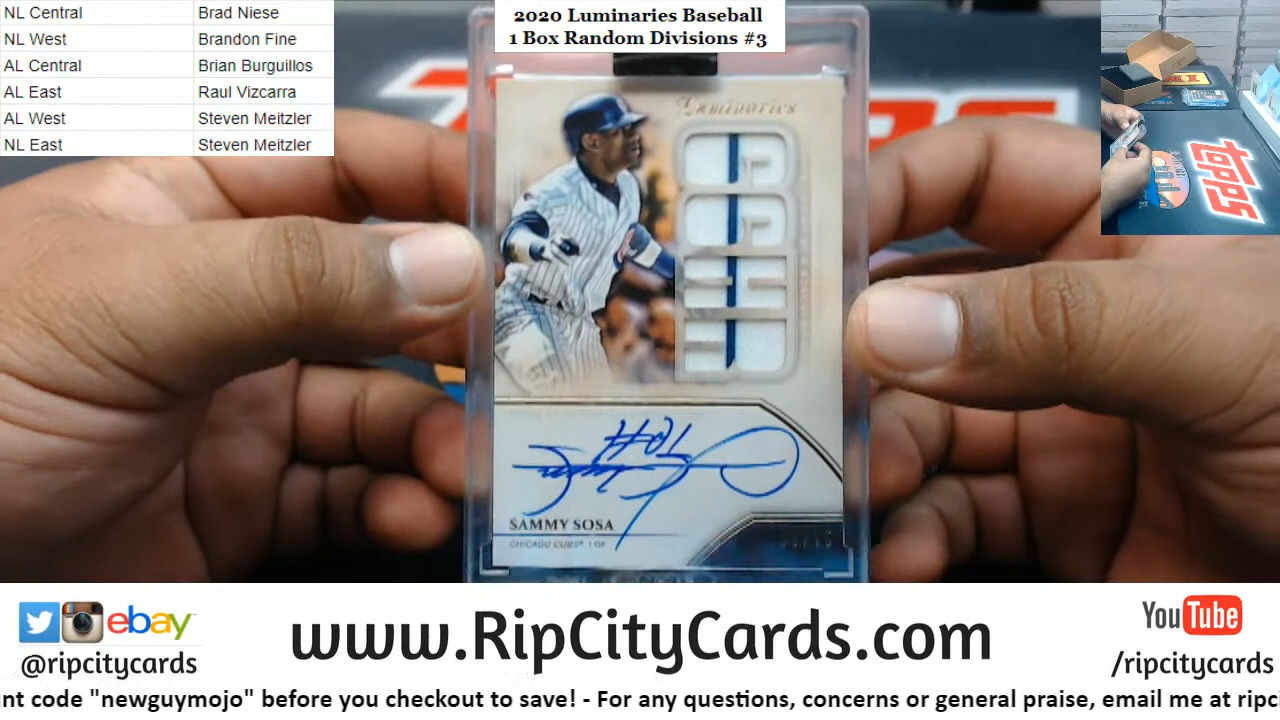 NL Central Brad Niese
NL West Brandon Fine
AL Central Brian Burguillos
AL East Raul Vizcarra
AL West Steven Meitzler
NL East Steven Meitzler
2020 Luminaries Baseball
1 Box Random Divisions #3
Luminaries
SAMMY SOSA
CHICAGO CUBS® | OF
topps
ebay™
@ripcitycards
www.RipCityCards.com
YouTube
/ripcitycards
nt code "newguymojo" before you checkout to save! - For any questions, concerns or general praise, email me at ripci